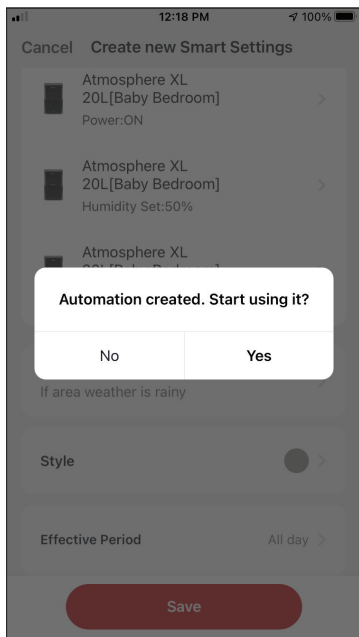 12:18 PM
100%
Cancel Create new Smart Settings
Atmosphere XL
20L[Baby Bedroom]
Power:ON
Atmosphere XL
20L[Baby Bedroom]
Humidity Set:50%
Atmosphere XL
Automation created. Start using it?
No Yes
If area weather is rainy
Style
Effective Period All day
Save